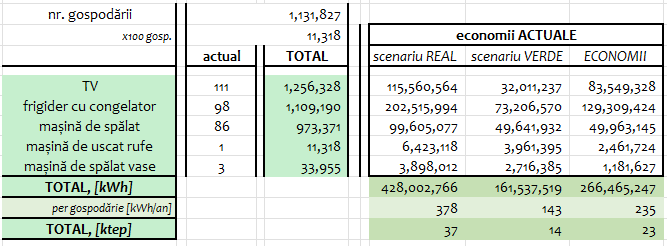 nr. gospodării 1,131,827
x100 gosp. 11,318 economii ACTUALE
actual TOTAL scenariu REAL scenariu VERDE ECONOMII
TV 111 1,256,328 115,560,564 32,011,237 83,549,328
frigider cu congelator 98 1,109,190 202,515,994 73,206,570 129,309,424
mașină de spălat 86 973,371 99,605,077 49,641,932 49,963,145
mașină de uscat rufe 1 11,318 6,423,118 3,961,395 2,461,724
mașină de spălat vase 3 33,955 3,898,012 2,716,385 1,181,627
TOTAL, [kWh] 428,002,766 161,537,519 266,465,247
per gospodărie [kWh/an] 378 143 235
TOTAL, [ktep] 37 14 23